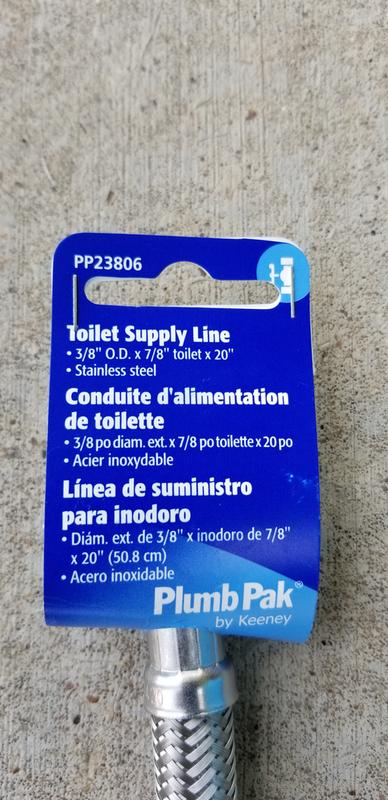 PP23806
Toilet Supply Line
• 3/8" O.D. x 7/8" toilet x 20"
• Stainless steel
Conduite d'alimentation
de toilette
• 3/8 po diam. ext. x 7/8 po toilette x 20 po
• Acier inoxydable
Línea de suministro
para inodoro
• Diám. ext. de 3/8" x inodoro de 7/8"
x 20" (50.8 cm)
• Acero inoxidable
Plumb Pak®
by Keeney